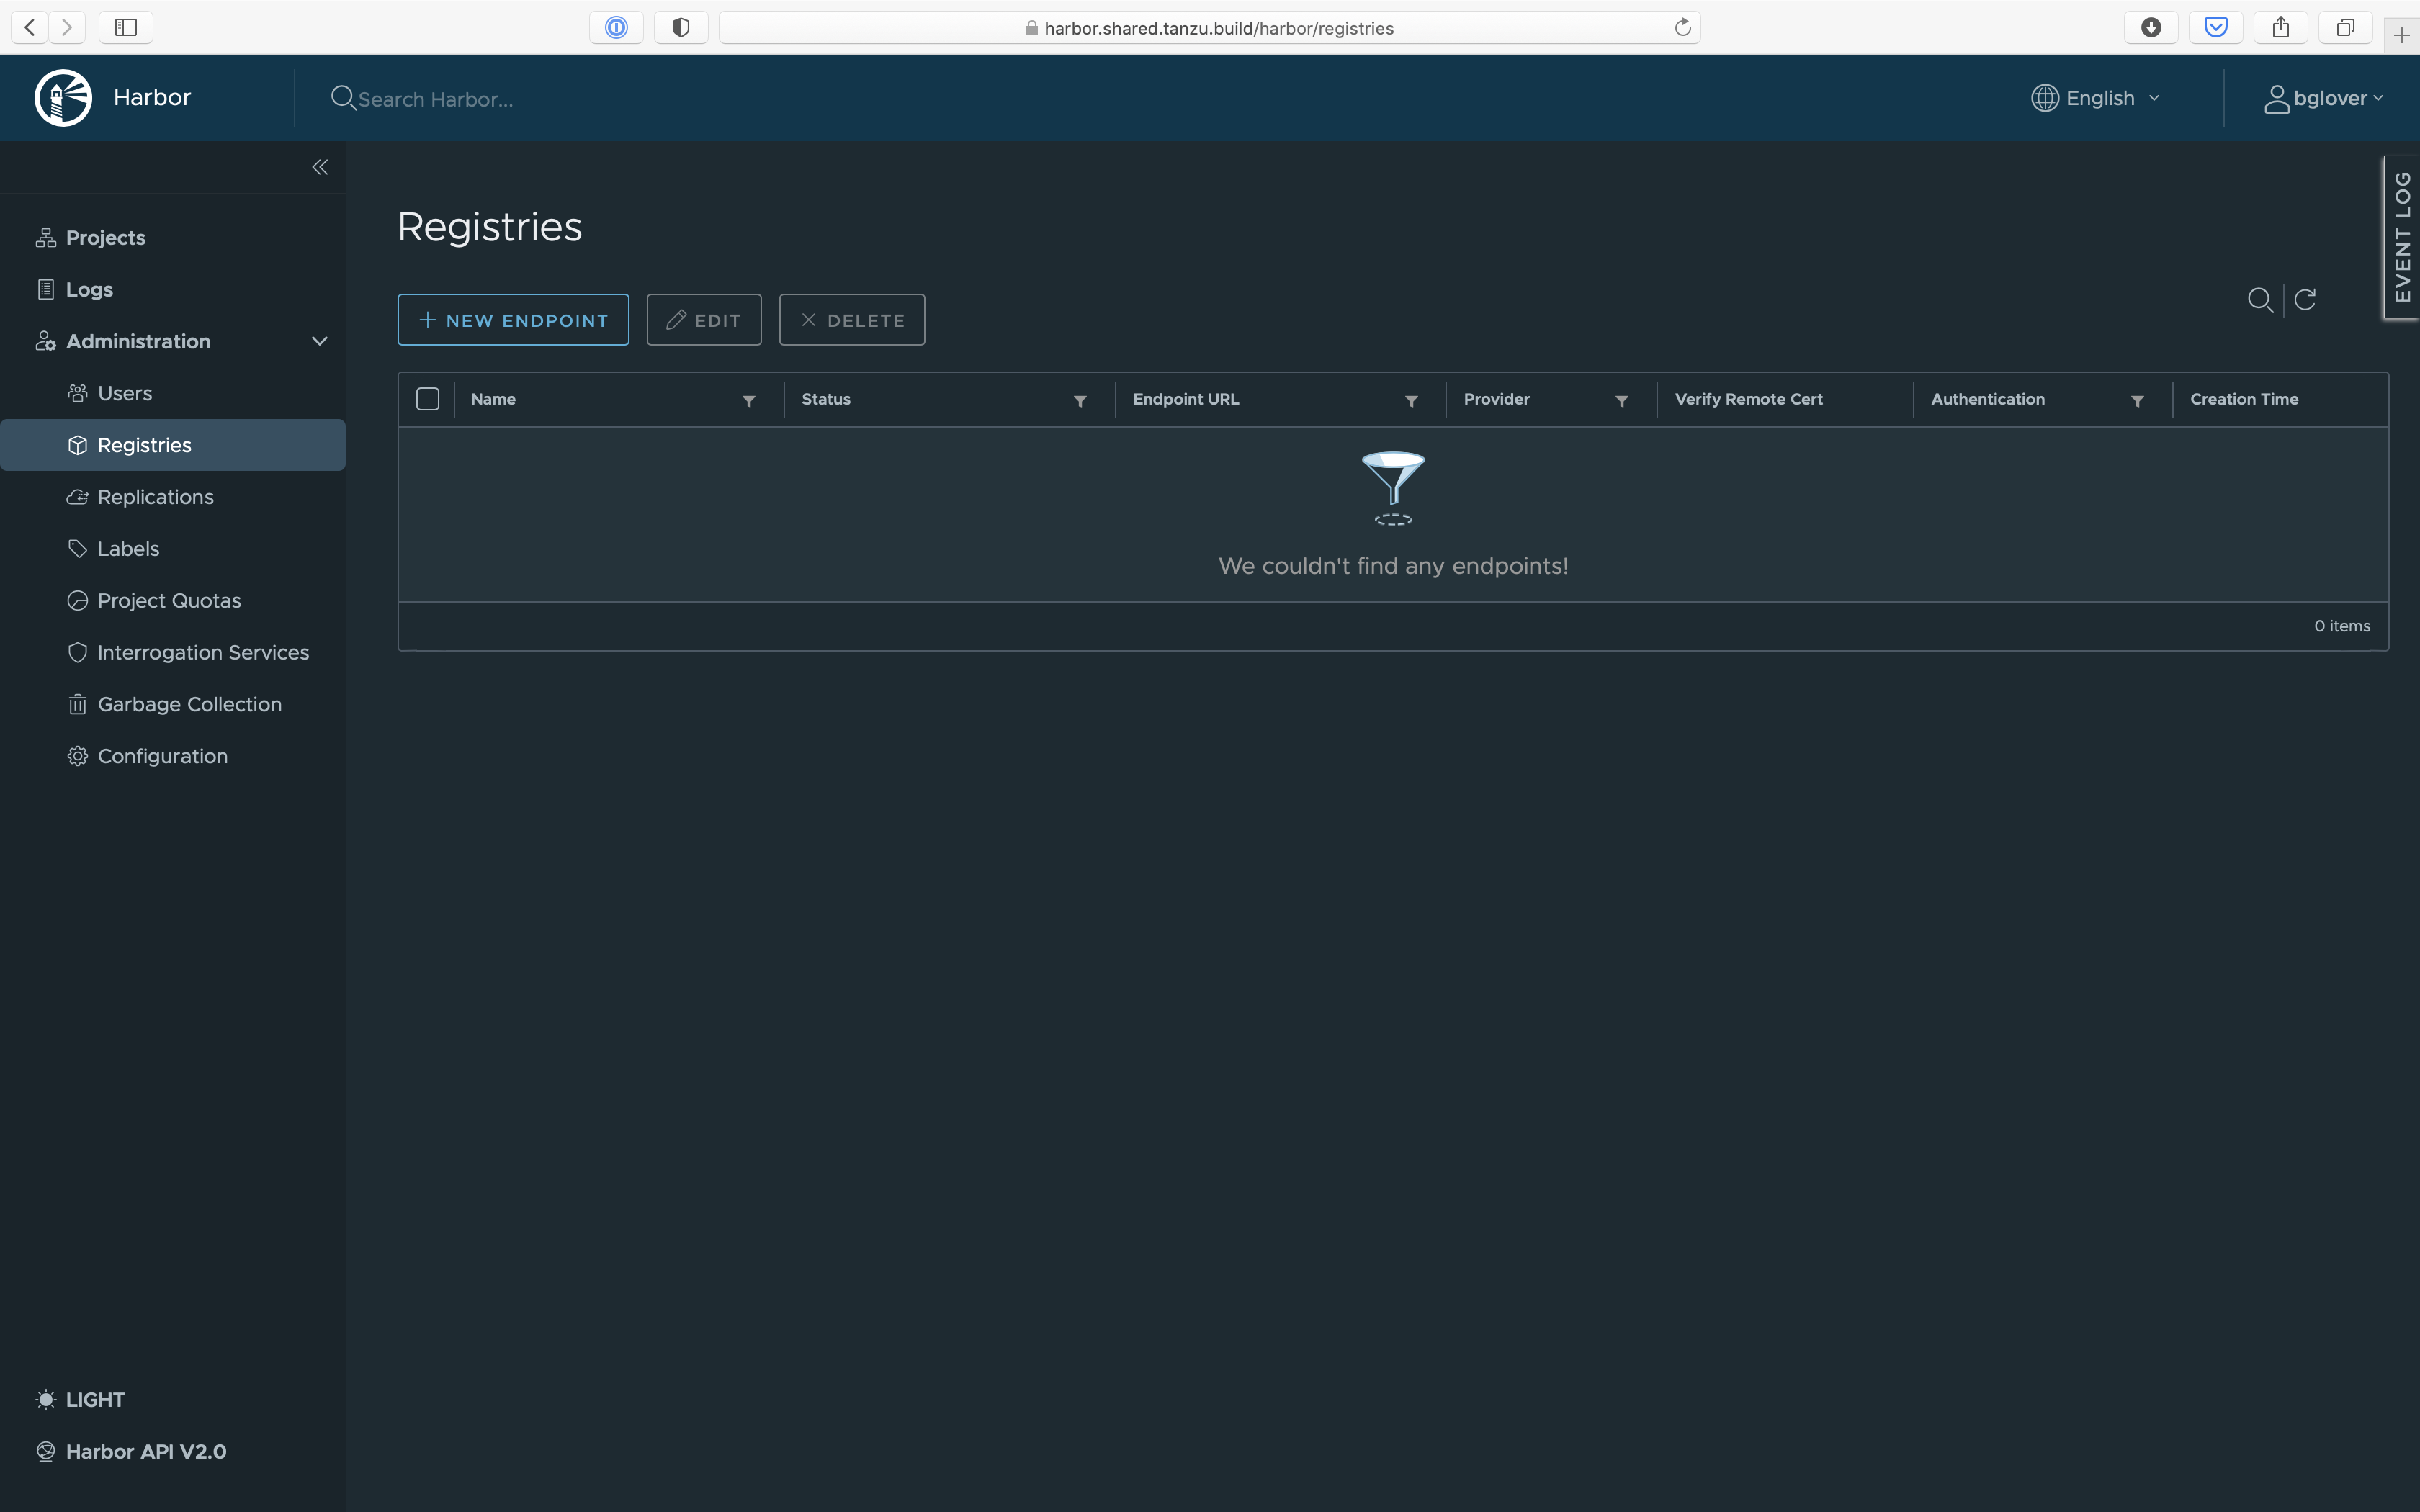 harbor.shared.tanzu.build/harbor/registries
Harbor
Search Harbor...
English
bglover
EVENT LOG
Projects
Logs
Administration
Users
Registries
Replications
Labels
Project Quotas
Interrogation Services
Garbage Collection
Configuration
LIGHT
Harbor API V2.0
Registries
NEW ENDPOINT
EDIT
DELETE
Name
Status
Endpoint URL
Provider
Verify Remote Cert
Authentication
Creation Time
We couldn't find any endpoints!
0 items